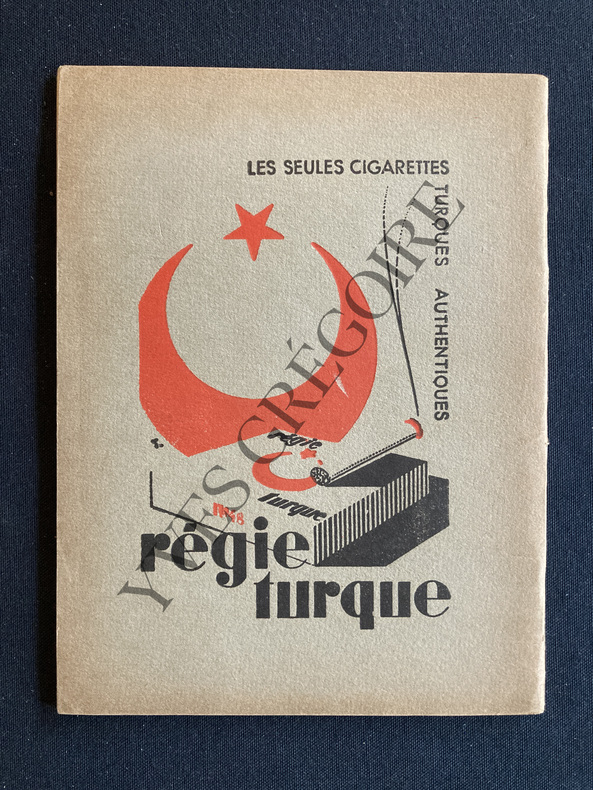 LES SEULES CIGARETTES
TURQUES AUTHENTIQUES
régie
turque
régie
turque
YVES GRÉGOIRE